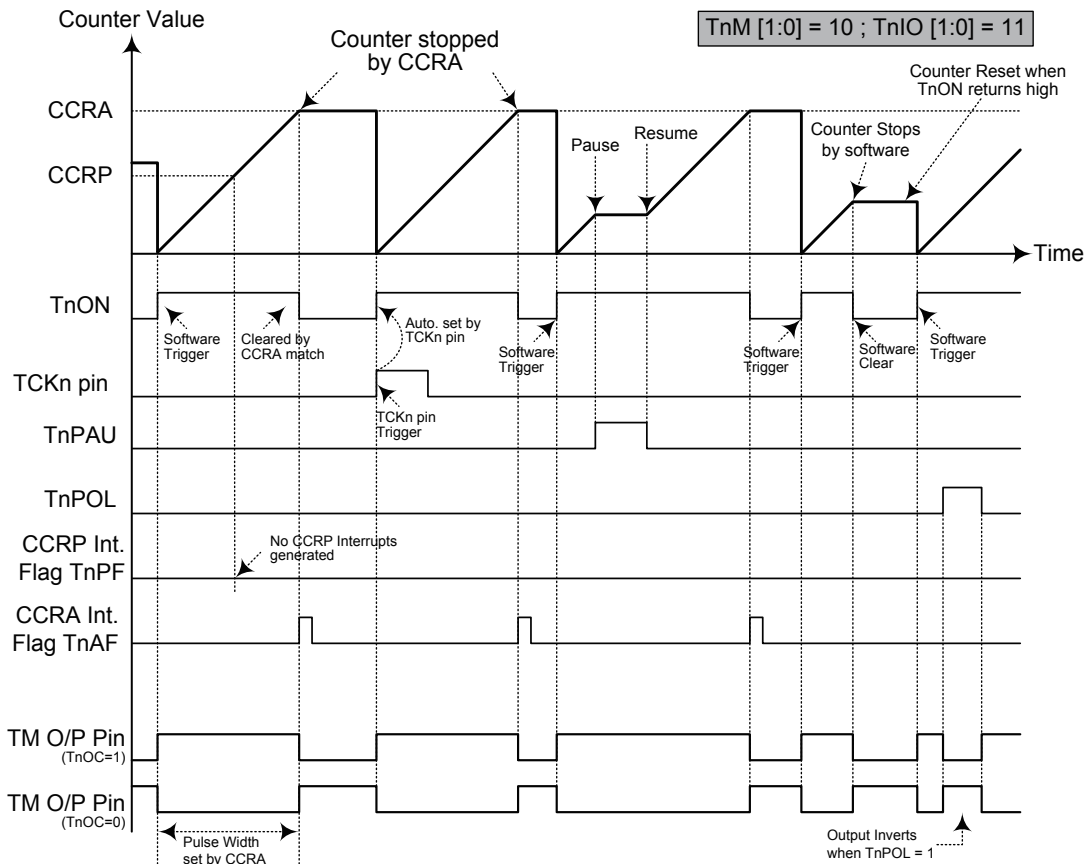 Counter Value
TnM [1:0] = 10 ; TnIO [1:0] = 11
Counter stopped
by CCRA
Counter Reset when
TnON returns high
CCRA
Pause
Resume
Counter Stops
by software
CCRP
Time
TnON
Software
Trigger
Cleared by
CCRA match
Auto. set by
TCKn pin
Software
Trigger
Software
Trigger
Software
Clear
Software
Trigger
TCKn pin
TCKn pin
Trigger
TnPAU
TnPOL
CCRP Int.
Flag TnPF
No CCRP Interrupts
generated
CCRA Int.
Flag TnAF
TM O/P Pin
(TnOC=1)
TM O/P Pin
(TnOC=0)
Pulse Width
set by CCRA
Output Inverts
when TnPOL = 1